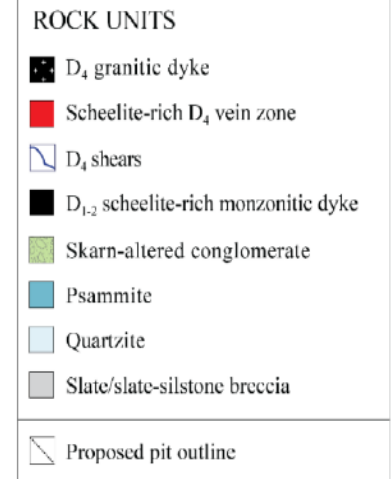 ROCK UNITS
D₄ granitic dyke
Scheelite-rich D₄ vein zone
D₄ shears
D₁₋₂ scheelite-rich monzonitic dyke
Skarn-altered conglomerate
Psammite
Quartzite
Slate/slate-silstone breccia
Proposed pit outline